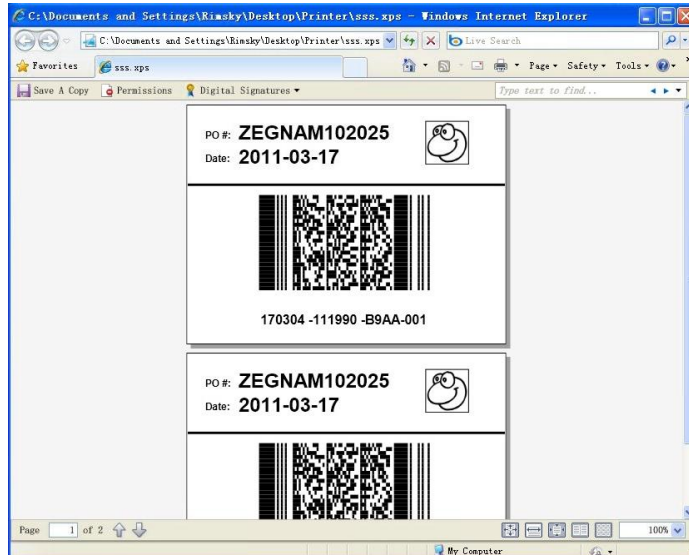 C:\Documents and Settings\Rimsky\Desktop\Printer\sss.xps - Windows Internet Explorer
C:\Documents and Settings\Rimsky\Desktop\Printer\sss.xps
Live Search
Favorites
sss.xps
Page
Safety
Tools
Save A Copy
Permissions
Digital Signatures
Type text to find...
PO #: ZEGNAM102025
Date: 2011-03-17
170304 -111990 -B9AA-001
PO #: ZEGNAM102025
Date: 2011-03-17
Page 1 of 2
100%
My Computer